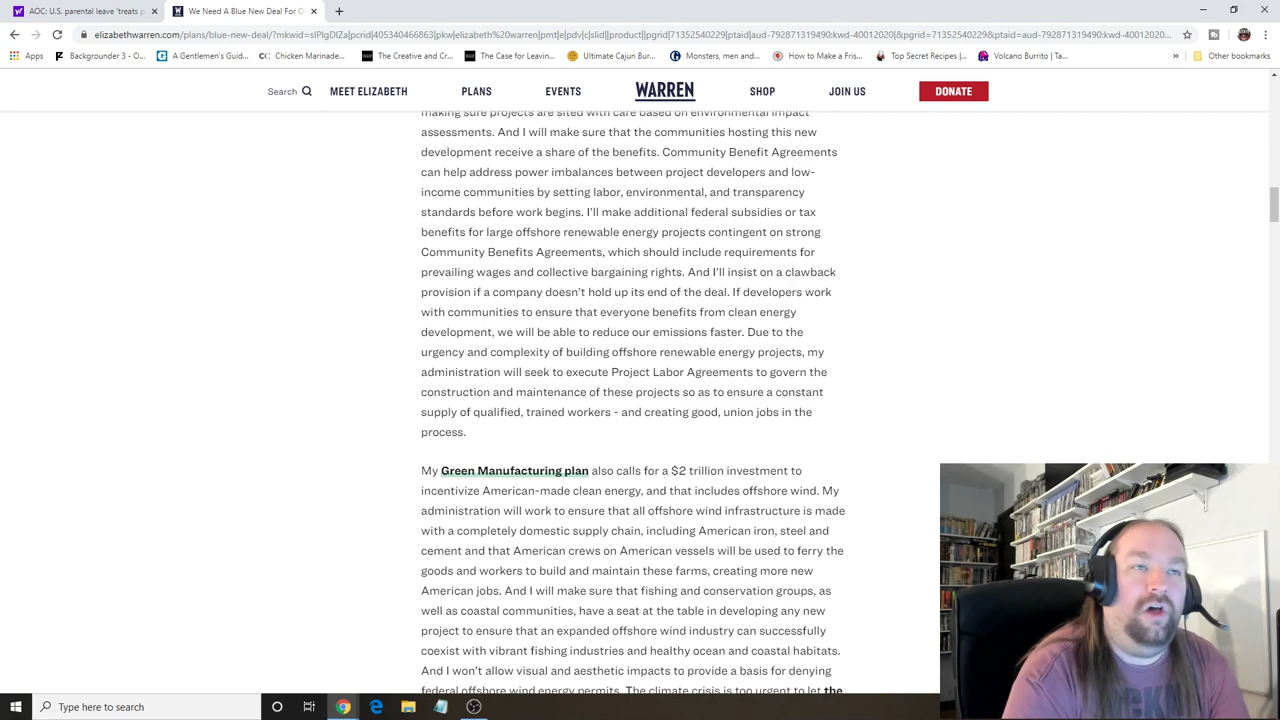 AOC: U.S. parental leave 'treats p
We Need A Blue New Deal For O
elizabethwarren.com/plans/blue-new-deal/?mkwid=sIPIgDIZa|pcrid|405340466863|pkw|elizabeth%20warren|pmt|e|pdv|c|slid||product||pgrid|71352540229|ptaid|aud-792871319490:kwd-40012020|&pgrid=71352540229&ptaid=aud-792871319490:kwd-4001202...
Apps
Backgrounder 3 - O...
A Gentlemen's Guid...
Chicken Marinade...
The Creative and Cr...
The Case for Leavin...
Ultimate Cajun Bur...
Monsters, men and...
How to Make a Fris...
Top Secret Recipes |...
Volcano Burrito | Ta...
»
Other bookmarks
Search
MEET ELIZABETH
PLANS
EVENTS
WARREN
SHOP
JOIN US
DONATE
making sure projects are sited with care based on environmental impact
assessments. And I will make sure that the communities hosting this new
development receive a share of the benefits. Community Benefit Agreements
can help address power imbalances between project developers and low-
income communities by setting labor, environmental, and transparency
standards before work begins. I'll make additional federal subsidies or tax
benefits for large offshore renewable energy projects contingent on strong
Community Benefits Agreements, which should include requirements for
prevailing wages and collective bargaining rights. And I'll insist on a clawback
provision if a company doesn't hold up its end of the deal. If developers work
with communities to ensure that everyone benefits from clean energy
development, we will be able to reduce our emissions faster. Due to the
urgency and complexity of building offshore renewable energy projects, my
administration will seek to execute Project Labor Agreements to govern the
construction and maintenance of these projects so as to ensure a constant
supply of qualified, trained workers - and creating good, union jobs in the
process.
My Green Manufacturing plan also calls for a $2 trillion investment to
incentivize American-made clean energy, and that includes offshore wind. My
administration will work to ensure that all offshore wind infrastructure is made
with a completely domestic supply chain, including American iron, steel and
cement and that American crews on American vessels will be used to ferry the
goods and workers to build and maintain these farms, creating more new
American jobs. And I will make sure that fishing and conservation groups, as
well as coastal communities, have a seat at the table in developing any new
project to ensure that an expanded offshore wind industry can successfully
coexist with vibrant fishing industries and healthy ocean and coastal habitats.
And I won't allow visual and aesthetic impacts to provide a basis for denying
federal offshore wind energy permits. The climate crisis is too urgent to let the
Type here to search